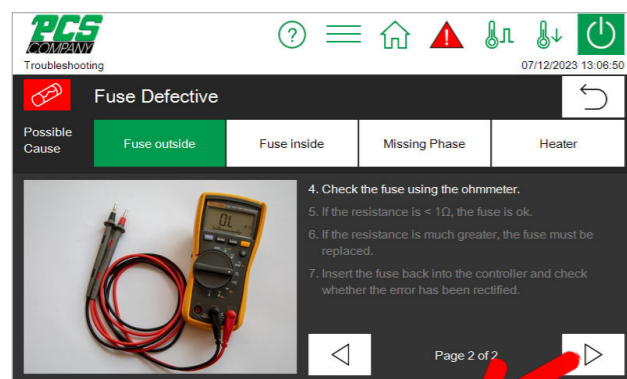 PCS
COMPANY
Troubleshooting
?
07/12/2023 13:06:50
Fuse Defective
Possible
Cause
Fuse outside
Fuse inside
Missing Phase
Heater
0L
4. Check the fuse using the ohmmeter.
5. If the resistance is < 1Ω, the fuse is ok.
6. If the resistance is much greater, the fuse must be
replaced.
7. Insert the fuse back into the controller and check
whether the error has been rectified.
Page 2 of 2